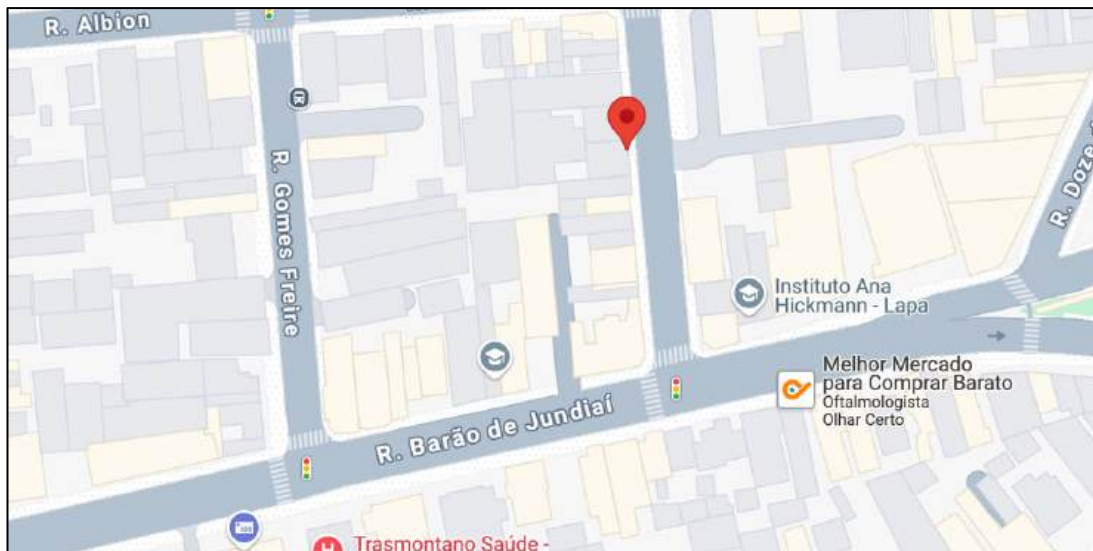 R. Albion
R. Gomes Freire
R. Doze
Instituto Ana
Hickmann - Lapa
Melhor Mercado
para Comprar Barato
Oftalmologista
Olhar Certo
R. Barão de Jundiaí
Trasmontano Saúde -